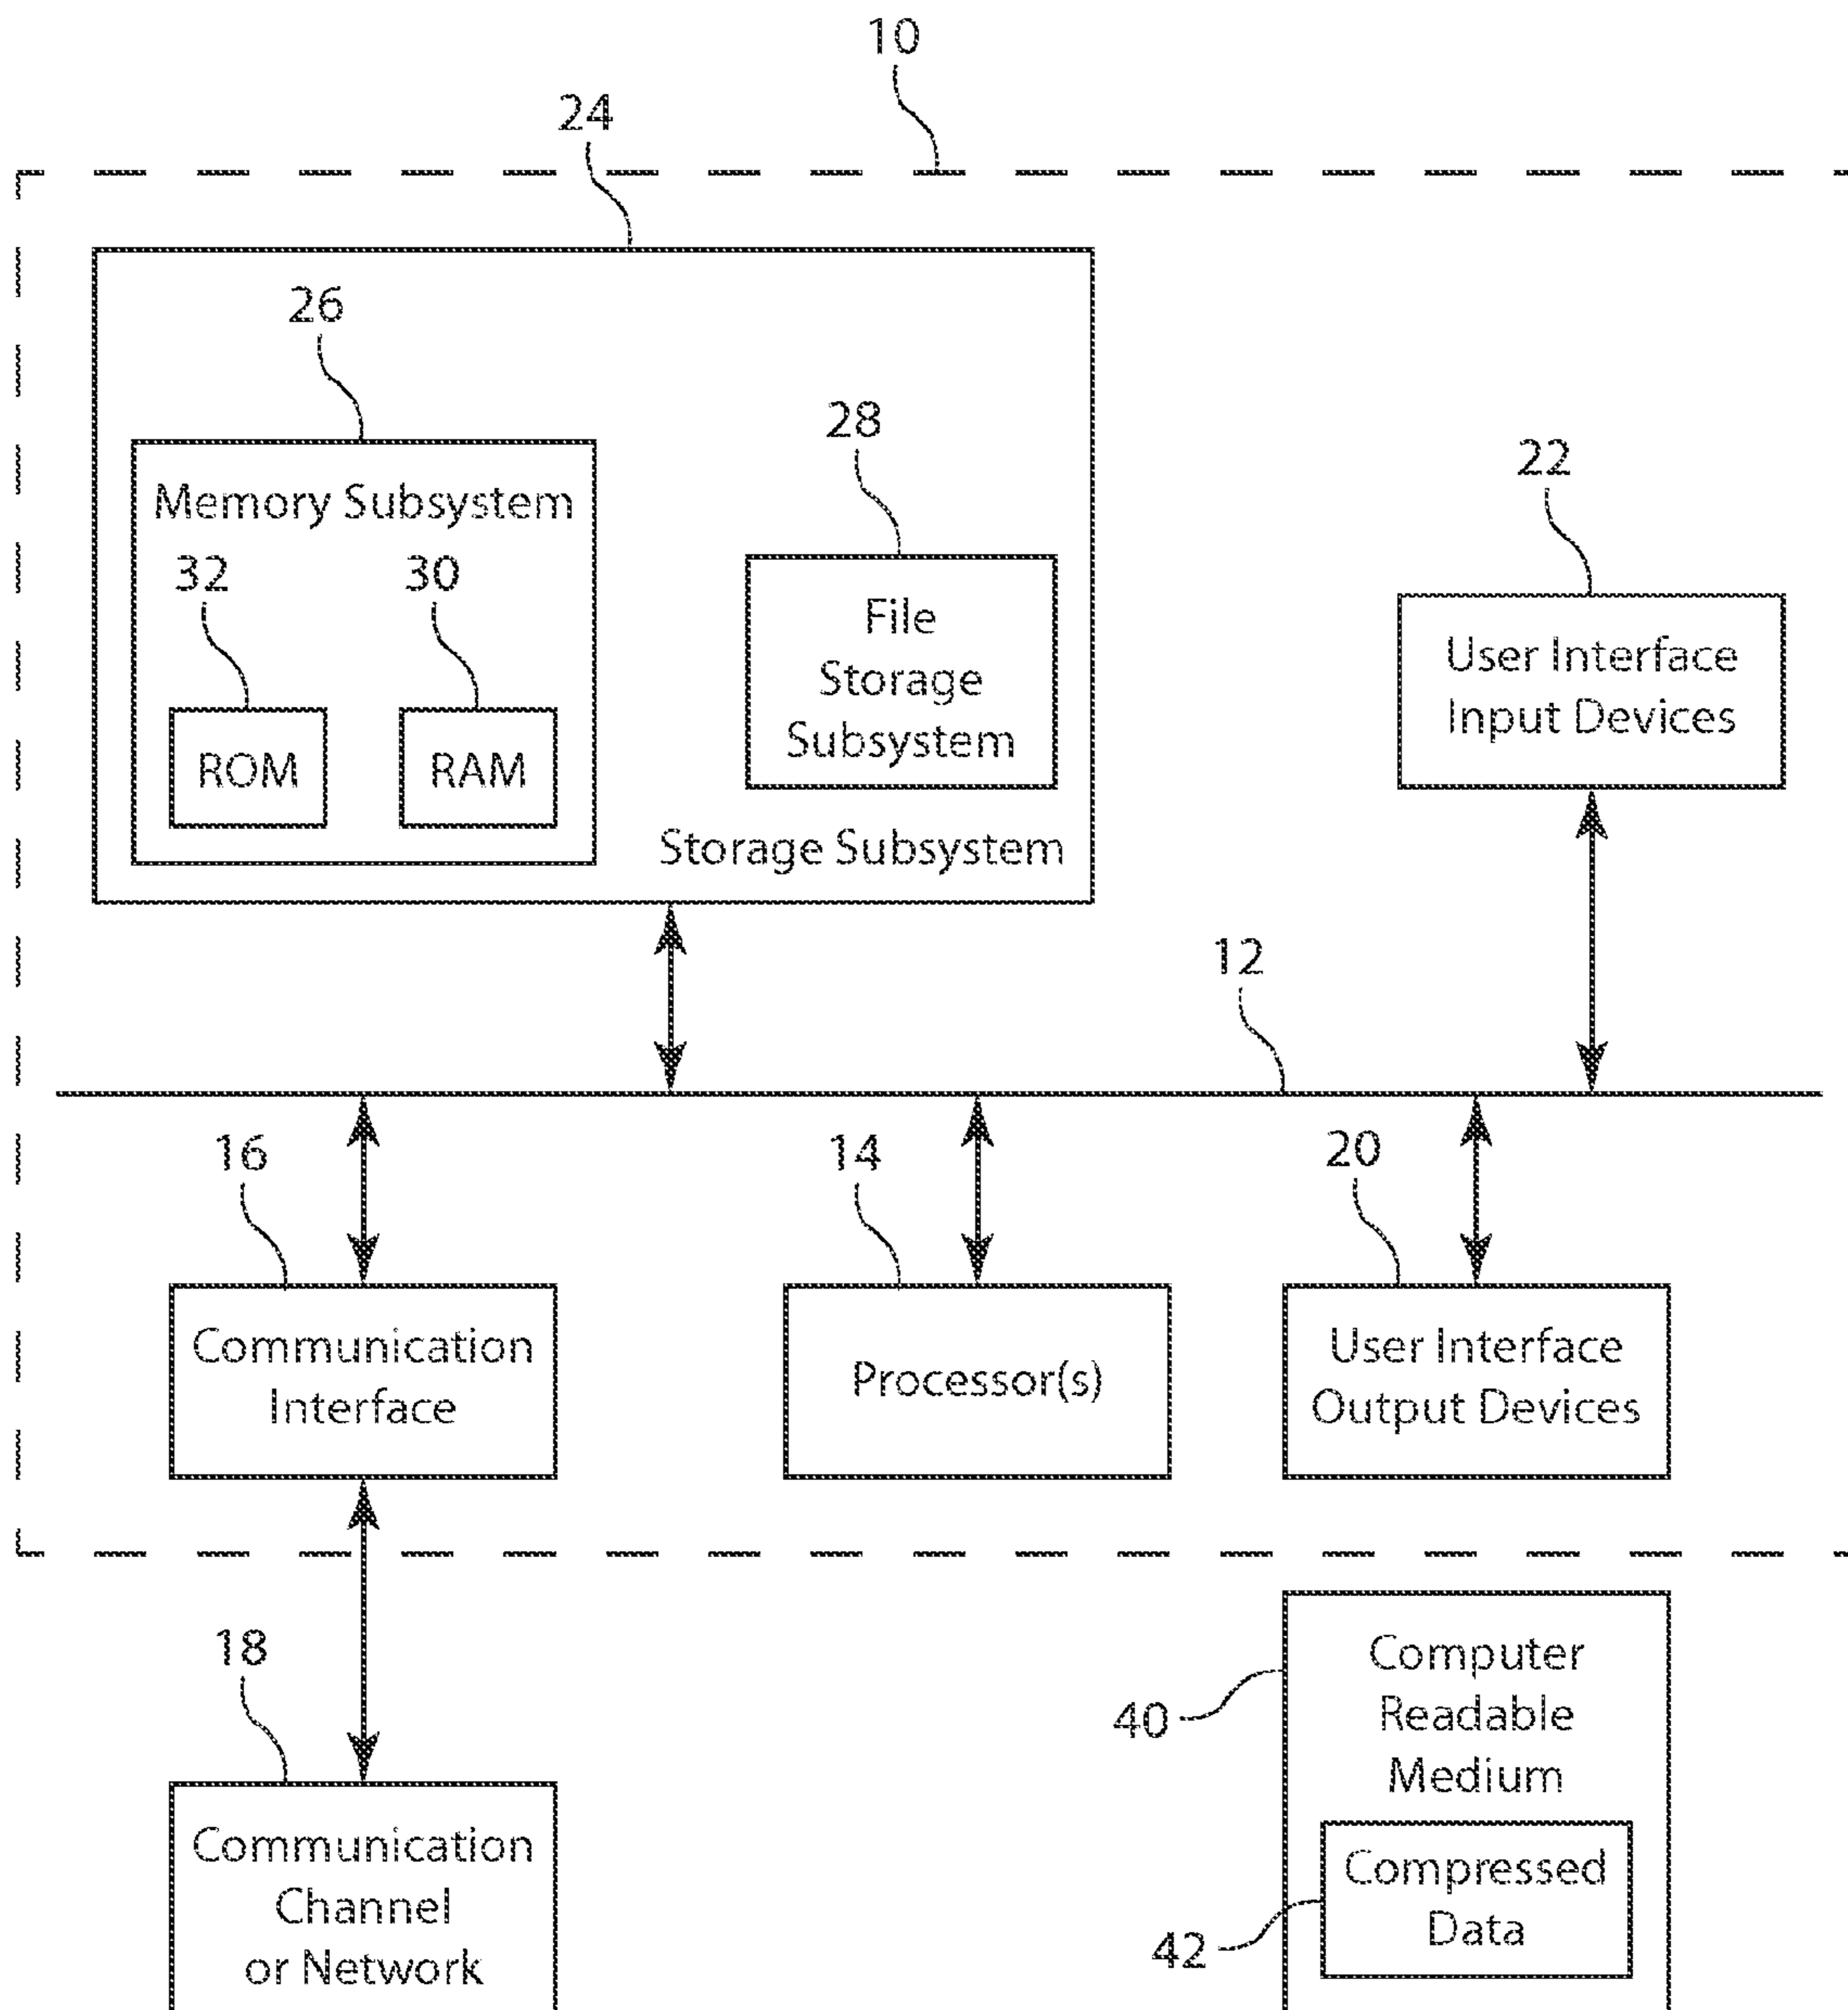 10
24
26
28
22
Memory Subsystem
32
30
File
Storage
Subsystem
User Interface
Input Devices
ROM
RAM
Storage Subsystem
12
16
14
20
Communication
Interface
Processor(s)
User Interface
Output Devices
18
40
Computer
Readable
Medium
Communication
Channel
or Network
42
Compressed
Data